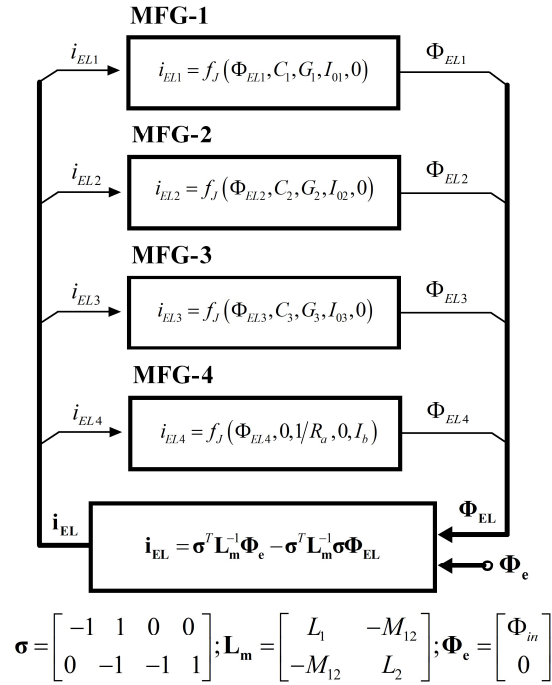 MFG-1
i_{EL1}
i_{EL1} = f_J(Φ_{EL1}, C_1, G_1, I_{01}, 0)
Φ_{EL1}
MFG-2
i_{EL2}
i_{EL2} = f_J(Φ_{EL2}, C_2, G_2, I_{02}, 0)
Φ_{EL2}
MFG-3
i_{EL3}
i_{EL3} = f_J(Φ_{EL3}, C_3, G_3, I_{03}, 0)
Φ_{EL3}
MFG-4
i_{EL4}
i_{EL4} = f_J(Φ_{EL4}, 0, 1/R_a, 0, I_b)
Φ_{EL4}
i_{EL}
i_{EL} = σ^T L_m^{-1} Φ_e − σ^T L_m^{-1} σ Φ_{EL}
Φ_{EL}
Φ_e
σ = [−1 1 0 0; 0 −1 −1 1]; L_m = [L_1 −M_{12}; −M_{12} L_2]; Φ_e = [Φ_{in}; 0]